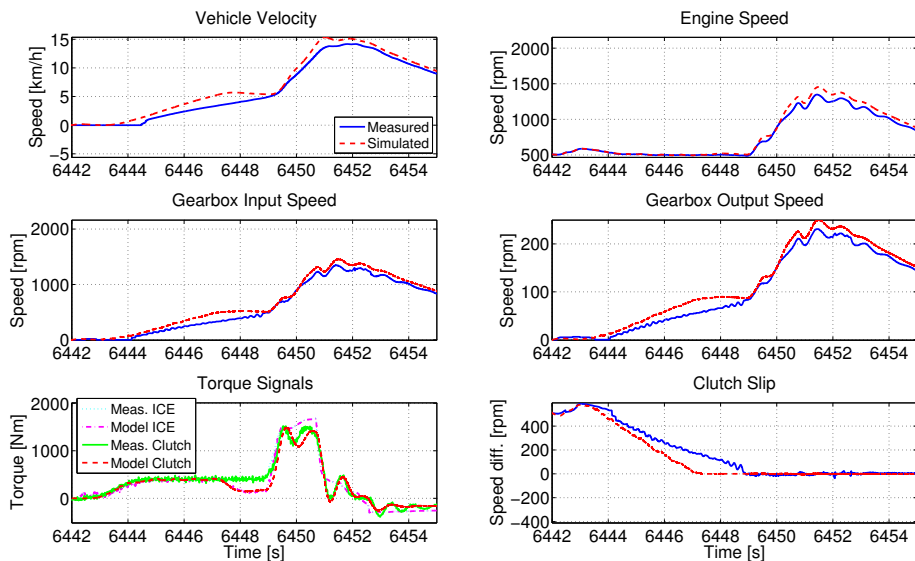 Vehicle Velocity
Speed [km/h]
15
10
5
0
−5
6442 6444 6446 6448 6450 6452 6454
Measured
Simulated
Engine Speed
Speed [rpm]
2000
1500
1000
500
6442 6444 6446 6448 6450 6452 6454
Gearbox Input Speed
Speed [rpm]
2000
1000
0
6442 6444 6446 6448 6450 6452 6454
Gearbox Output Speed
Speed [rpm]
200
100
0
6442 6444 6446 6448 6450 6452 6454
Torque Signals
Torque [Nm]
2000
1000
0
Meas. ICE
Model ICE
Meas. Clutch
Model Clutch
6442 6444 6446 6448 6450 6452 6454
Time [s]
Clutch Slip
Speed diff. [rpm]
400
200
0
−200
−400
6442 6444 6446 6448 6450 6452 6454
Time [s]